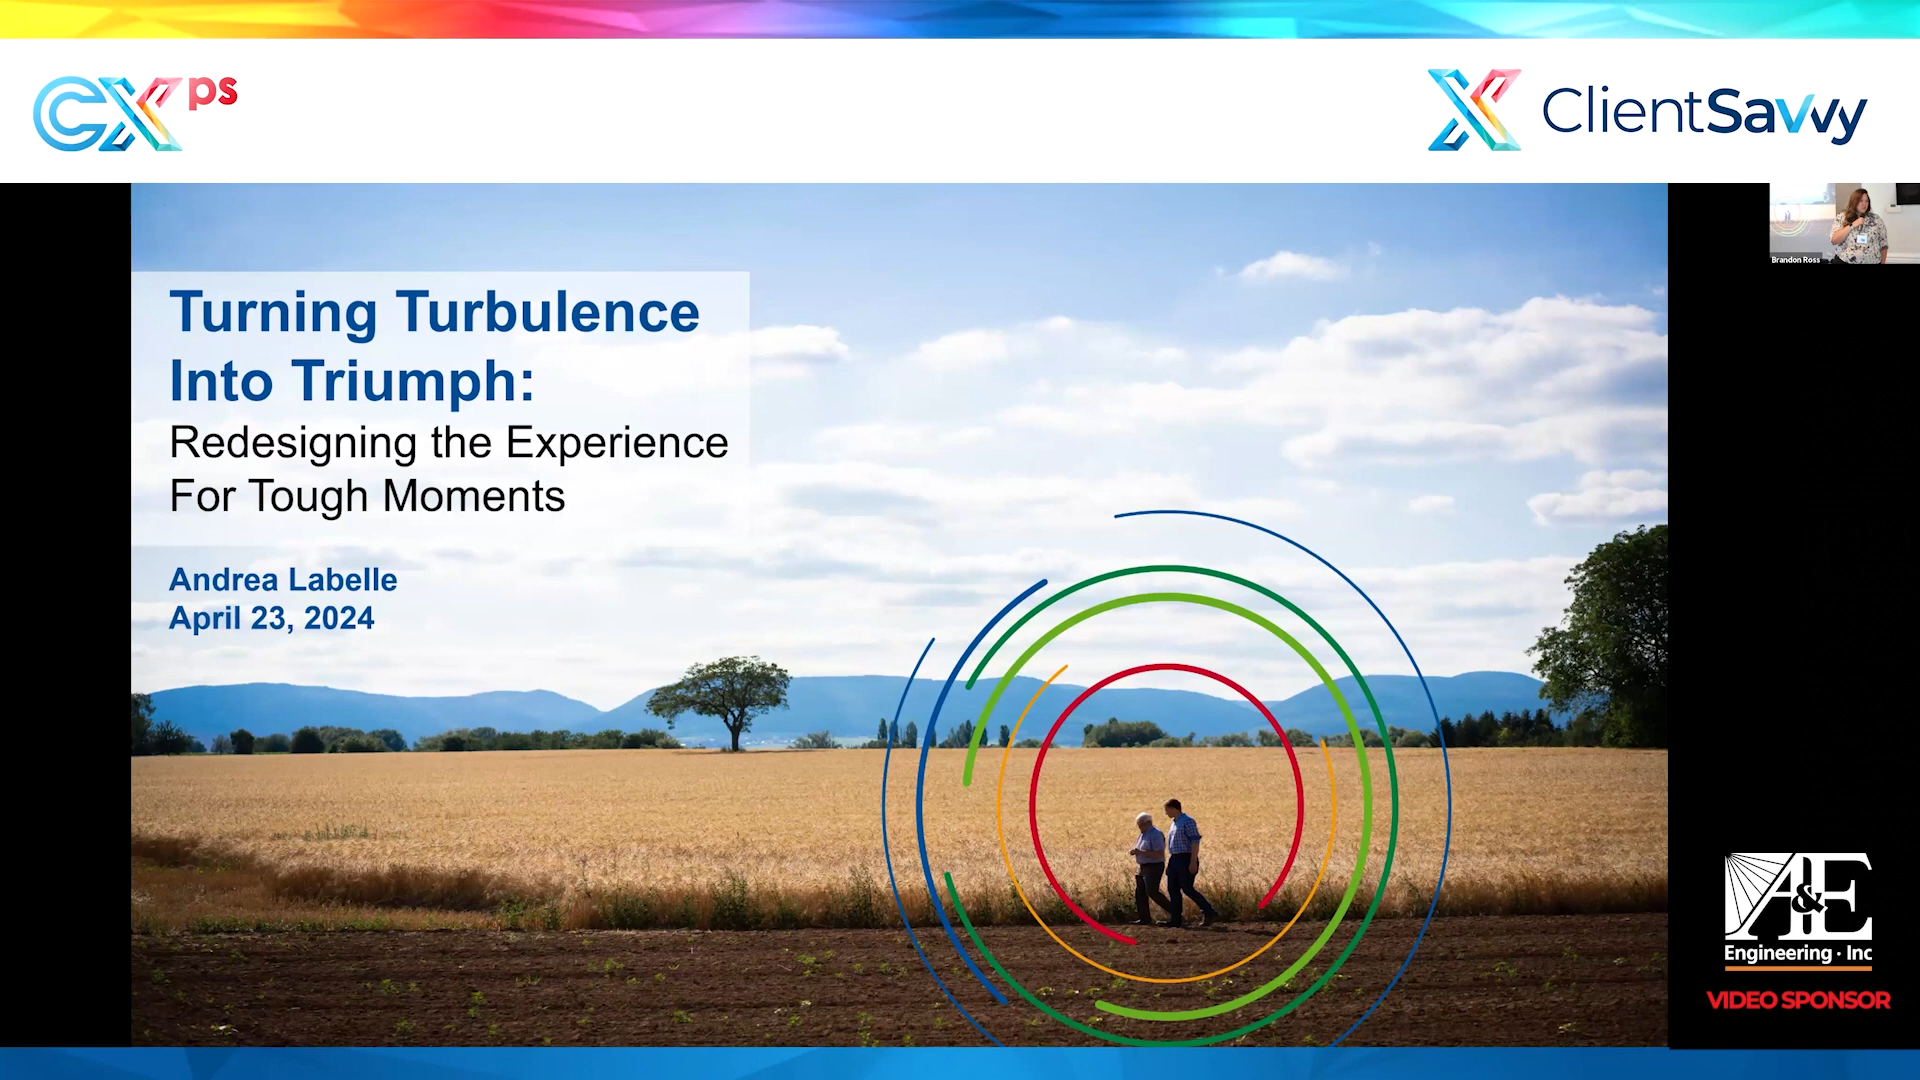 CX ps
ClientSavvy
Turning Turbulence
Into Triumph:
Redesigning the Experience
For Tough Moments
Andrea Labelle
April 23, 2024
Brandon Ross
A&E
Engineering · Inc
VIDEO SPONSOR